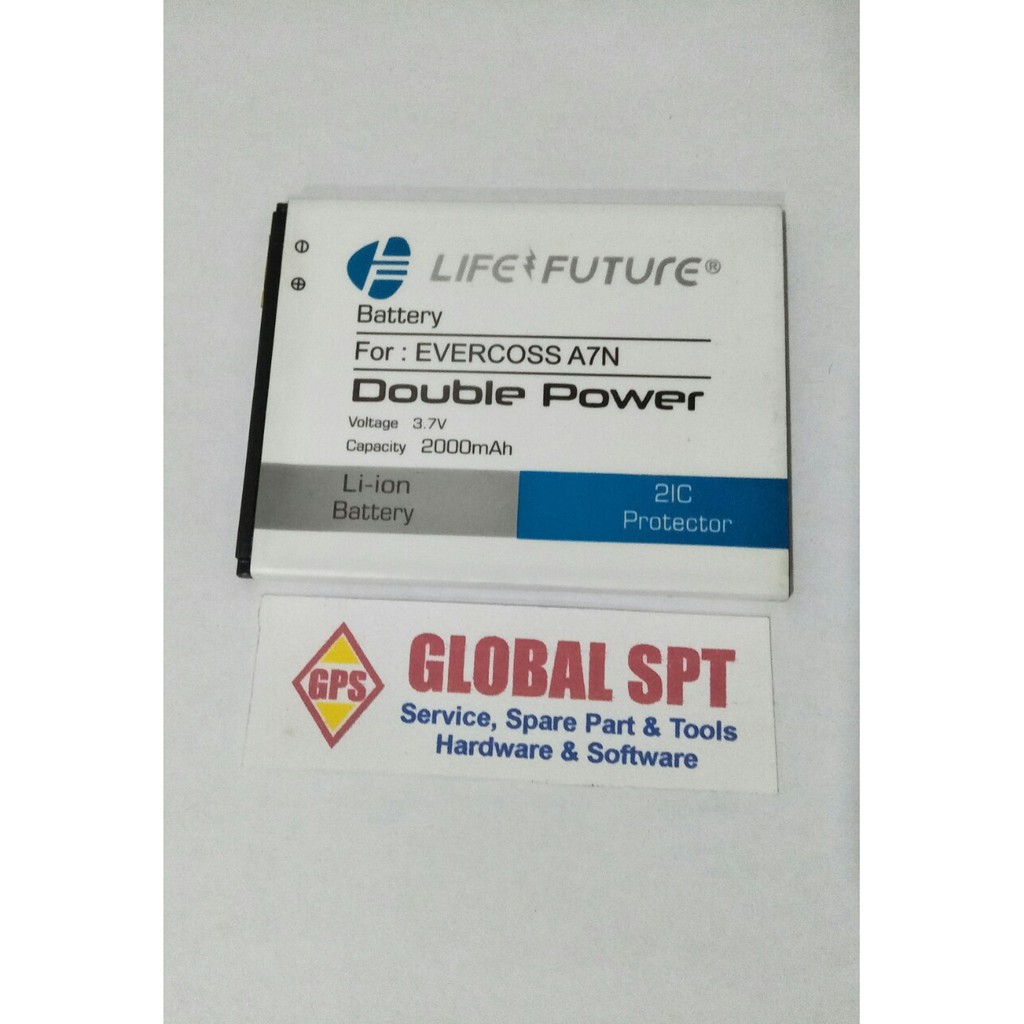 LIFE FUTURE®
Battery
For : EVERCOSS A7N
Double Power
Voltage 3.7V
Capacity 2000mAh
Li-ion
Battery
2IC
Protector
GPS
GLOBAL SPT
Service, Spare Part & Tools
Hardware & Software